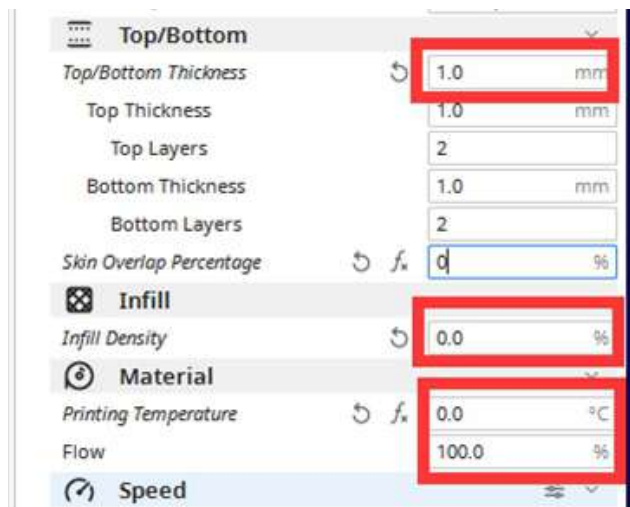 Top/Bottom
Top/Bottom Thickness 1.0 mm
Top Thickness 1.0 mm
Top Layers 2
Bottom Thickness 1.0 mm
Bottom Layers 2
Skin Overlap Percentage fx 0 %
Infill
Infill Density 0.0 %
Material
Printing Temperature fx 0.0 °C
Flow 100.0 %
Speed